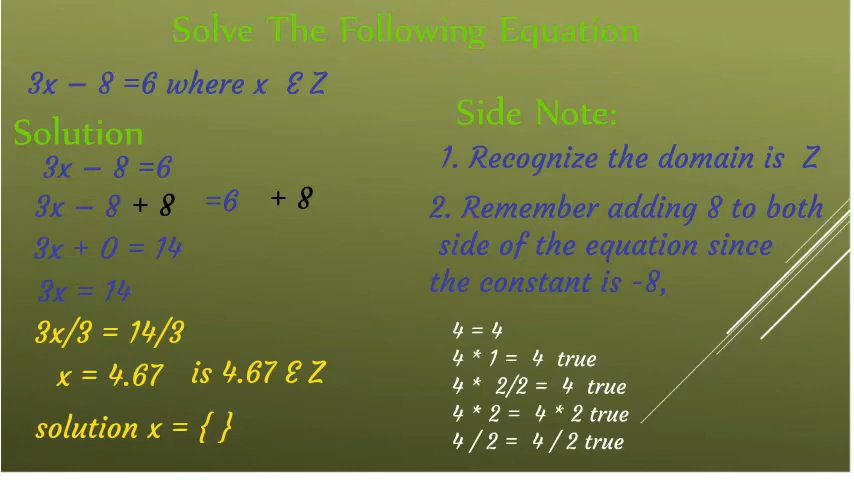 Solve The Following Equation
3x – 8 =6 where x Ɛ Z
Solution
3x – 8 =6
3x – 8 + 8 =6 + 8
3x + 0 = 14
3x = 14
3x/3 = 14/3
x = 4.67 is 4.67 Ɛ Z
solution x = { }
Side Note:
1. Recognize the domain is Z
2. Remember adding 8 to both
side of the equation since
the constant is -8,
4 = 4
4 * 1 = 4 true
4 * 2/2 = 4 true
4 * 2 = 4 * 2 true
4 / 2 = 4 / 2 true